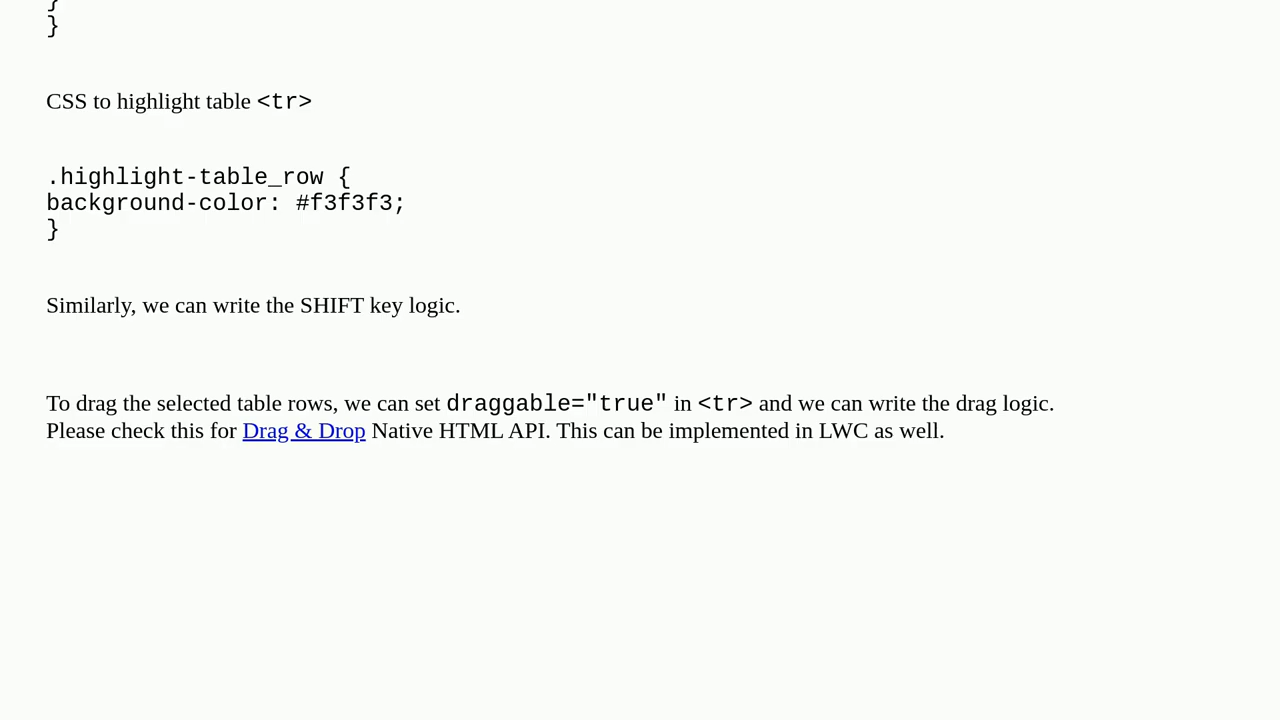 {
}
CSS to highlight table <tr>
.highlight-table_row {
background-color: #f3f3f3;
}
Similarly, we can write the SHIFT key logic.
To drag the selected table rows, we can set draggable="true" in <tr> and we can write the drag logic.
Please check this for Drag & Drop Native HTML API. This can be implemented in LWC as well.